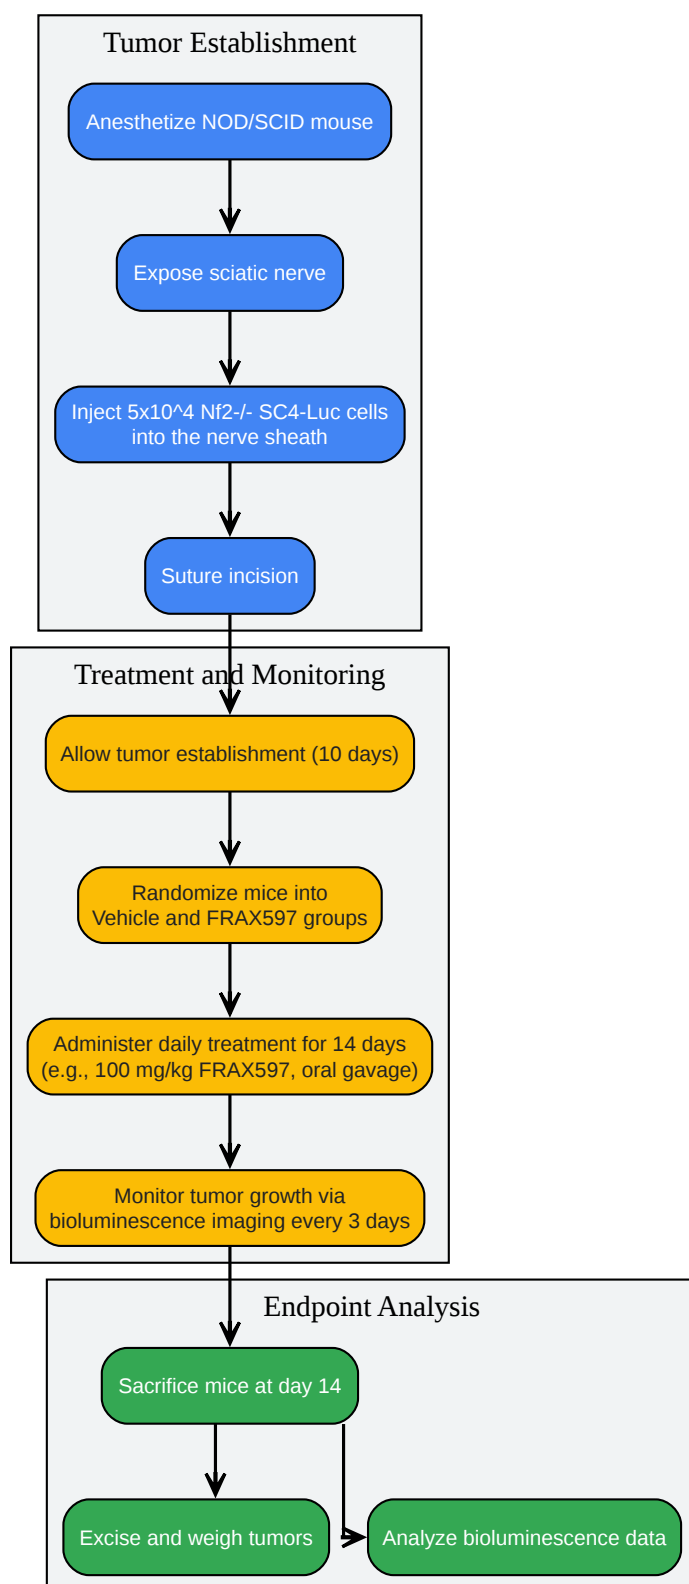 Tumor Establishment
Anesthetize NOD/SCID mouse
Expose sciatic nerve
Inject 5x10^4 Nf2-/- SC4-Luc cells
into the nerve sheath
Suture incision
Treatment and Monitoring
Allow tumor establishment (10 days)
Randomize mice into
Vehicle and FRAX597 groups
Administer daily treatment for 14 days
(e.g., 100 mg/kg FRAX597, oral gavage)
Monitor tumor growth via
bioluminescence imaging every 3 days
Endpoint Analysis
Sacrifice mice at day 14
Excise and weigh tumors
Analyze bioluminescence data